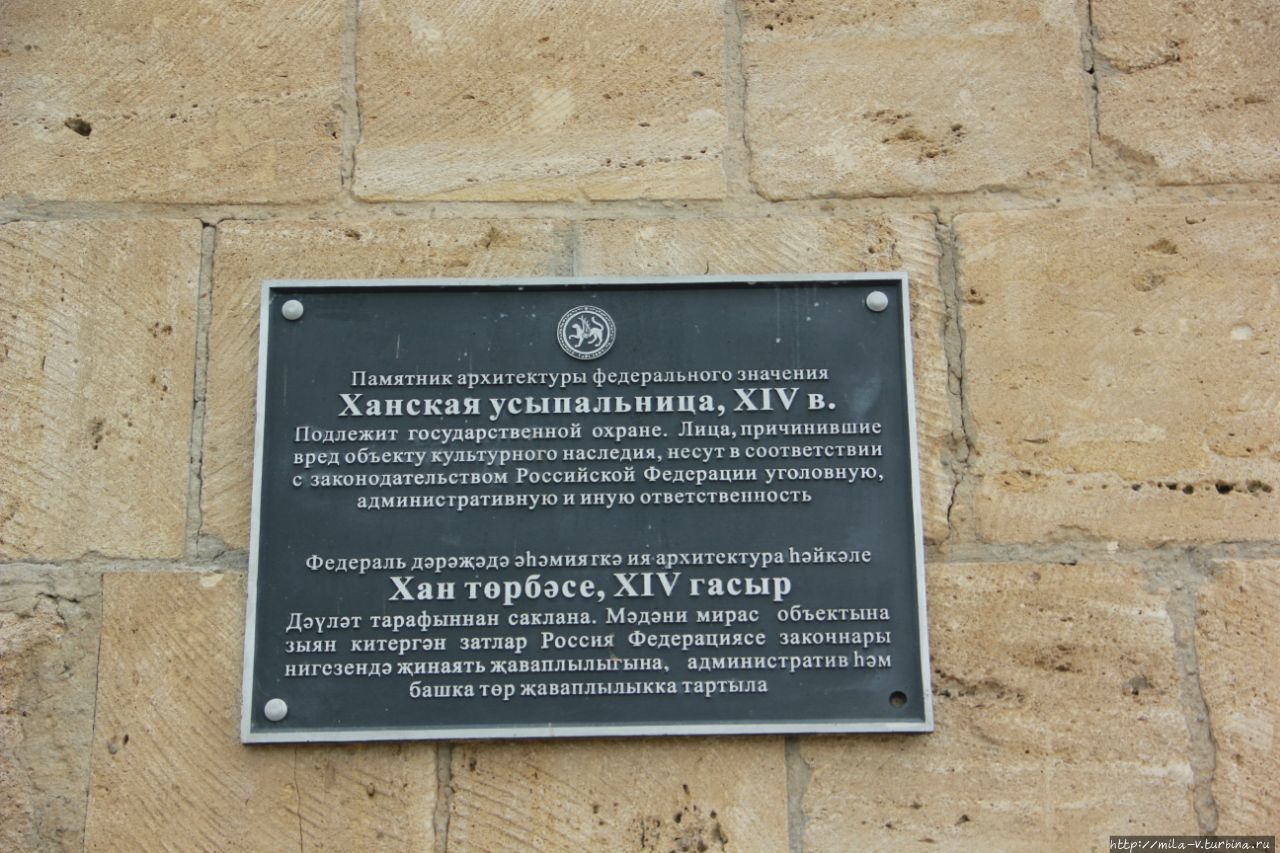 Памятник архитектуры федерального значения
Ханская усыпальница, XIV в.
Подлежит государственной охране. Лица, причинившие
вред объекту культурного наследия, несут в соответствии
с законодательством Российской Федерации уголовную,
административную и иную ответственность
Федераль дәрәҗәдә әһәмияткә ия архитектура һәйкәле
Хан төрбәсе, XIV гасыр
Дәүләт тарафыннан саклана. Мәдәни мирас объектына
зыян китергән затлар Россия Федерациясе закочнары
нигезендә җинаять җаваплылыгына, административ һәм
башка төр җаваплылыкка тартыла
http://mila-v.turbina.ru